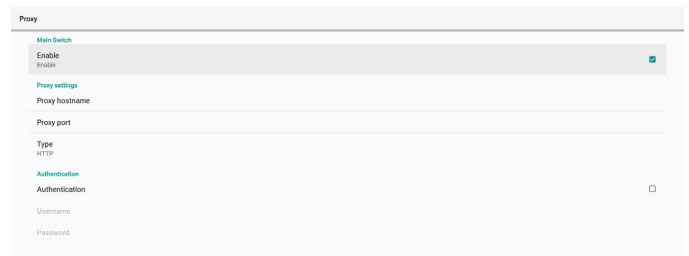 Proxy
Main Switch
Enable
Enable
Proxy settings
Proxy hostname
Proxy port
Type
HTTP
Authentication
Authentication
Username
Password